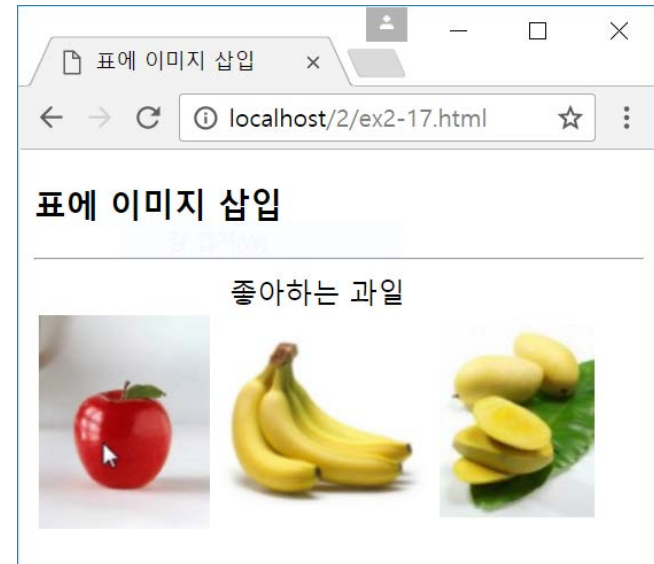 표에 이미지 삽입
localhost/2/ex2-17.html
표에 이미지 삽입
좋아하는 과일